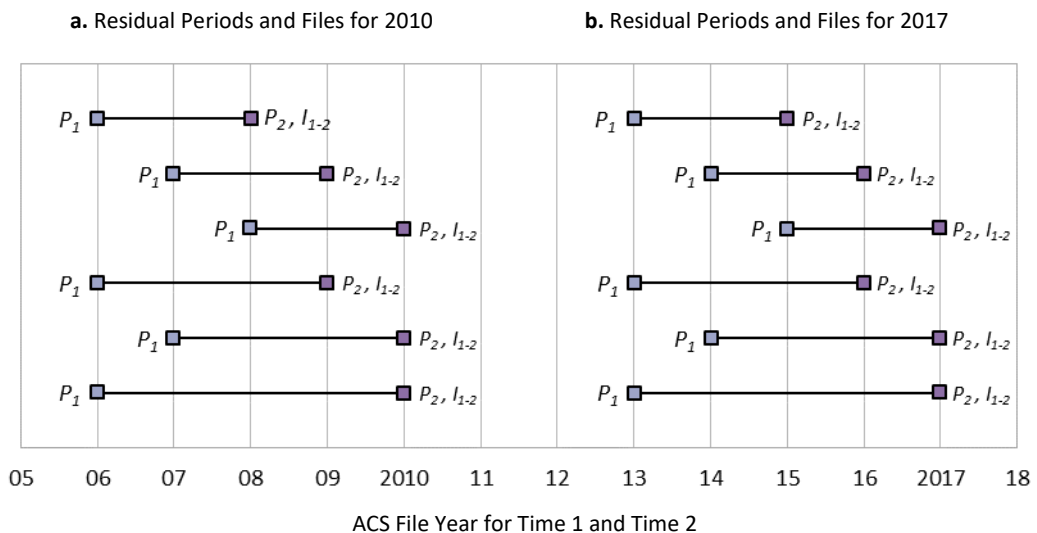 a. Residual Periods and Files for 2010 b. Residual Periods and Files for 2017
P1 P2 , I1-2 P1 P2 , I1-2
P1 P2 , I1-2 P1 P2 , I1-2
P1 P2 , I1-2 P1 P2 , I1-2
P1 P2 , I1-2 P1 P2 , I1-2
P1 P2 , I1-2 P1 P2 , I1-2
P1 P2 , I1-2 P1 P2 , I1-2
05 06 07 08 09 2010 11 12 13 14 15 16 2017 18
ACS File Year for Time 1 and Time 2